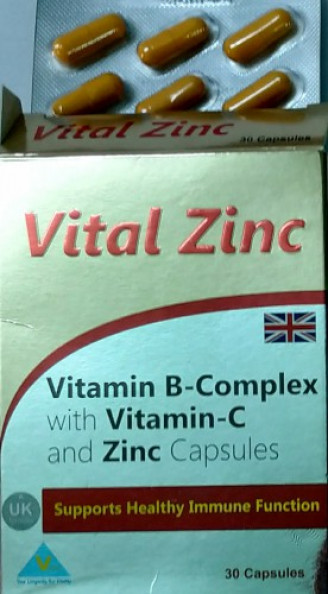 Vital Zinc
30 Capsules
Vital Zinc
Vitamin B-Complex
with Vitamin-C
and Zinc Capsules
UK
Supports Healthy Immune Function
30 Capsules